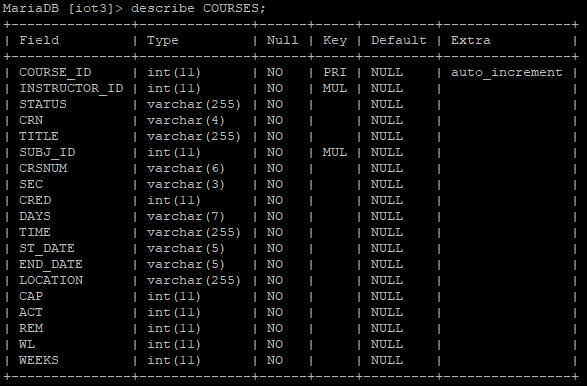 MariaDB [iot3]> describe COURSES;
+---------------+--------------+------+-----+---------+----------------+
| Field         | Type         | Null | Key | Default | Extra          |
+---------------+--------------+------+-----+---------+----------------+
| COURSE_ID     | int(11)      | NO   | PRI | NULL    | auto_increment |
| INSTRUCTOR_ID | int(11)      | NO   | MUL | NULL    |                |
| STATUS        | varchar(255) | NO   |     | NULL    |                |
| CRN           | varchar(4)   | NO   |     | NULL    |                |
| TITLE         | varchar(255) | NO   |     | NULL    |                |
| SUBJ_ID       | int(11)      | NO   | MUL | NULL    |                |
| CRSNUM        | varchar(6)   | NO   |     | NULL    |                |
| SEC           | varchar(3)   | NO   |     | NULL    |                |
| CRED          | int(11)      | NO   |     | NULL    |                |
| DAYS          | varchar(7)   | NO   |     | NULL    |                |
| TIME          | varchar(255) | NO   |     | NULL    |                |
| ST_DATE       | varchar(5)   | NO   |     | NULL    |                |
| END_DATE      | varchar(5)   | NO   |     | NULL    |                |
| LOCATION      | varchar(255) | NO   |     | NULL    |                |
| CAP           | int(11)      | NO   |     | NULL    |                |
| ACT           | int(11)      | NO   |     | NULL    |                |
| REM           | int(11)      | NO   |     | NULL    |                |
| WL            | int(11)      | NO   |     | NULL    |                |
| WEEKS         | int(11)      | NO   |     | NULL    |                |
+---------------+--------------+------+-----+---------+----------------+